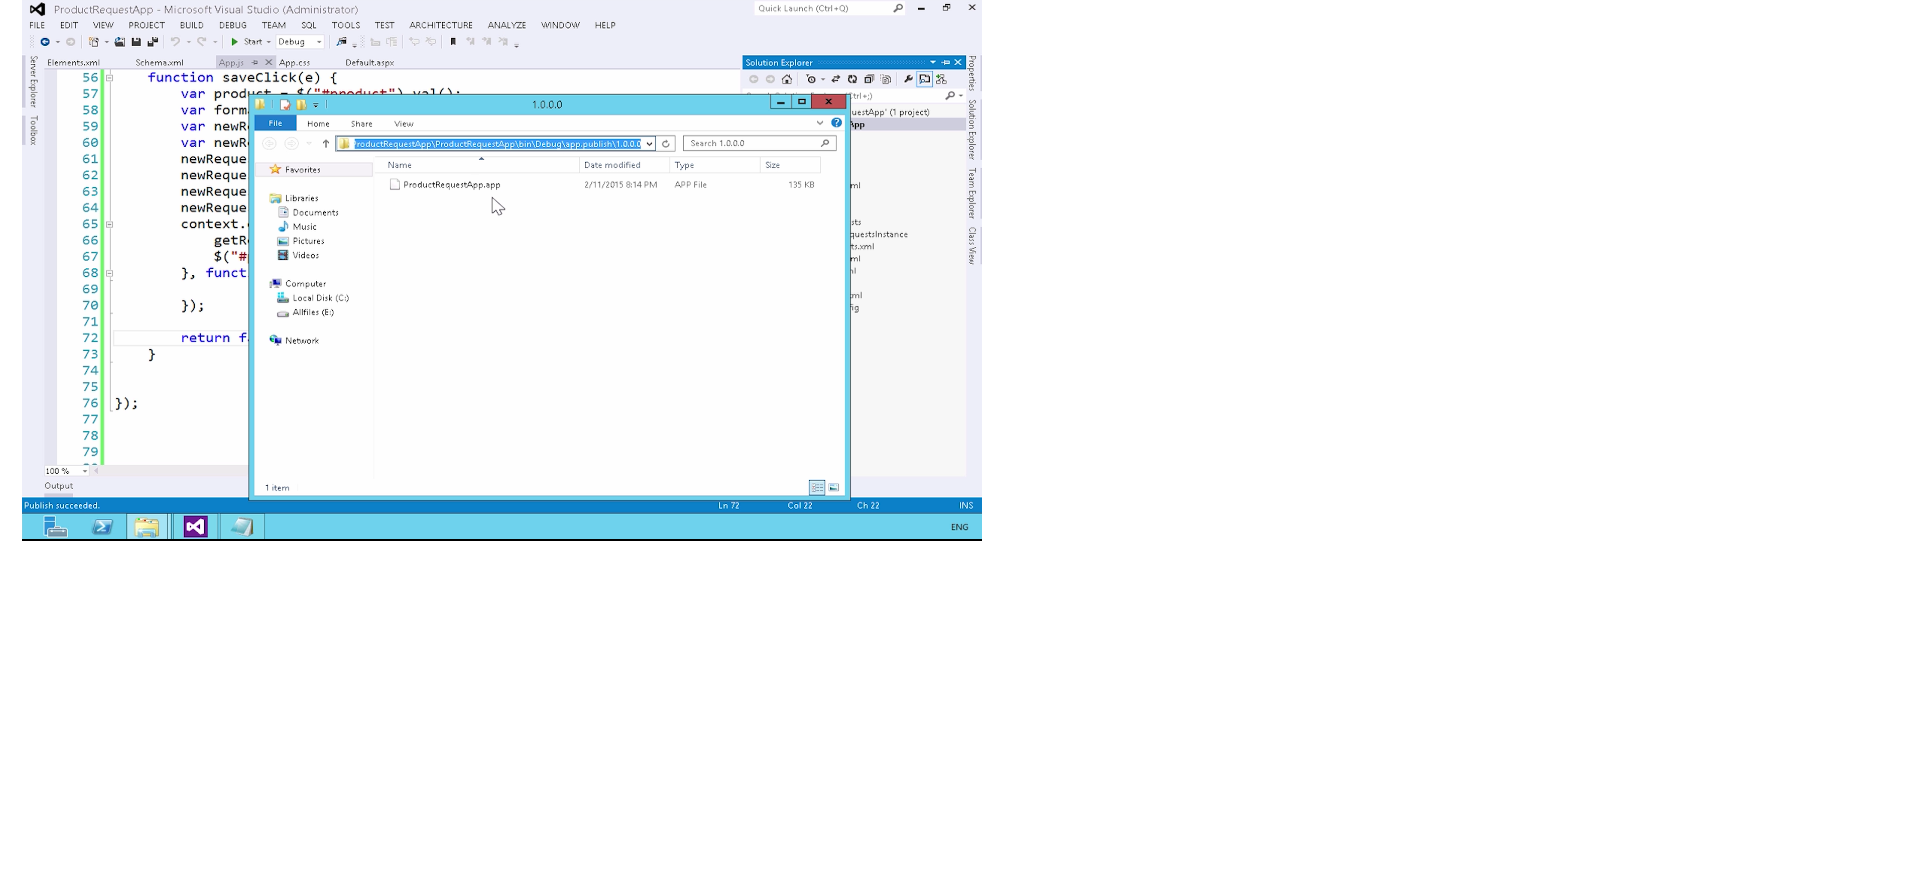 ProductRequestApp - Microsoft Visual Studio (Administrator)
Quick Launch (Ctrl+Q)
FILE EDIT VIEW PROJECT BUILD DEBUG TEAM SQL TOOLS TEST ARCHITECTURE ANALYZE WINDOW HELP
Start Debug
Elements.xml Schema.xml App.js App.css Default.aspx
Server Explorer
Toolbox
56 function saveClick(e) {
57 var product = $("#product").val();
58 var form
59 var newR
60 var newR
61 newReque
62 newReque
63 newReque
64 newReque
65 context.
66 getR
67 $("#
68 }, funct
69
70 });
71
72 return f
73 }
74
75
76 });
77
78
79
100 %
Output
1.0.0.0
File Home Share View
roductRequestApp\ProductRequestApp\bin\Debug\app.publish\1.0.0.0
Search 1.0.0.0
Name Date modified Type Size
ProductRequestApp.app 2/11/2015 8:14 PM APP File 135 KB
Favorites
Libraries
Documents
Music
Pictures
Videos
Computer
Local Disk (C:)
Allfiles (E:)
Network
1 item
Solution Explorer
trl+;)
uestApp' (1 project)
App
ml
sts
questsInstance
ts.xml
ml
ml
fig
Properties
Solution Explorer
Team Explorer
Class View
Publish succeeded.
Ln 72 Col 22 Ch 22 INS
ENG